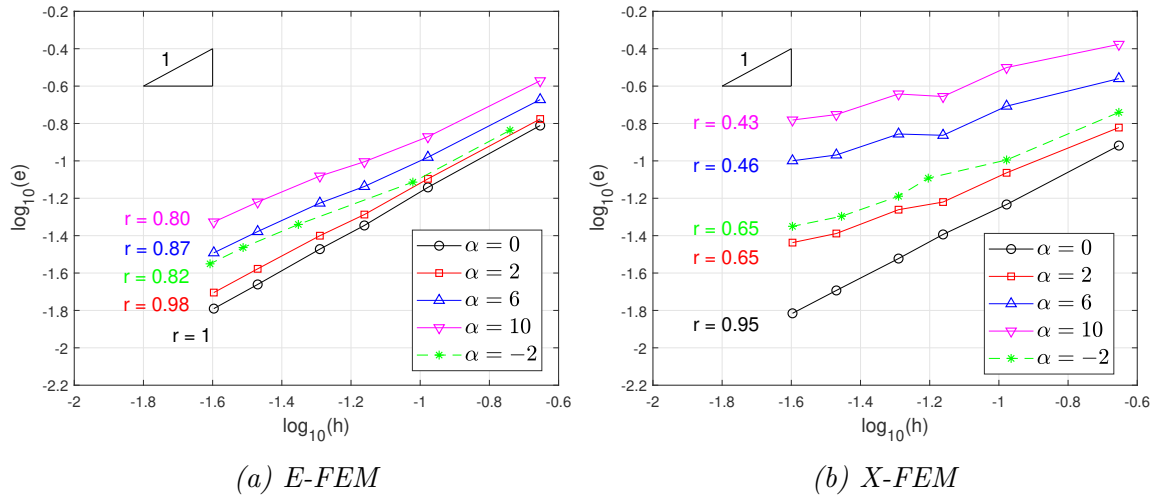 -0.2
-0.4
-0.6
-0.8
-1
-1.2
-1.4
-1.6
-1.8
-2
-2.2
log10(e)
1
r = 0.80
r = 0.87
r = 0.82
r = 0.98
r = 1
α = 0
α = 2
α = 6
α = 10
α = −2
-2 -1.8 -1.6 -1.4 -1.2 -1 -0.8 -0.6
log10(h)
(a) E-FEM
-0.2
-0.4
-0.6
-0.8
-1
-1.2
-1.4
-1.6
-1.8
-2
-2.2
log10(e)
1
r = 0.43
r = 0.46
r = 0.65
r = 0.65
r = 0.95
α = 0
α = 2
α = 6
α = 10
α = −2
-2 -1.8 -1.6 -1.4 -1.2 -1 -0.8 -0.6
log10(h)
(b) X-FEM